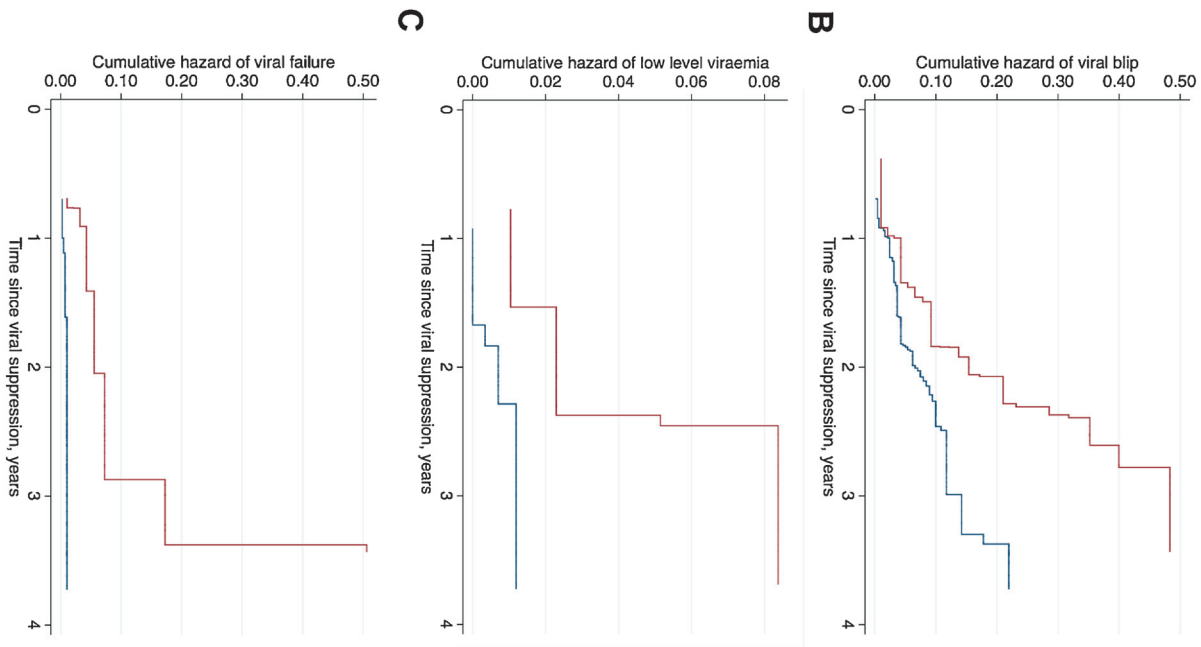 B
Cumulative hazard of viral blip
0.00 0.10 0.20 0.30 0.40 0.50
0 1 2 3 4
Time since viral suppression, years
C
Cumulative hazard of low level viraemia
0.00 0.02 0.04 0.06 0.08
0 1 2 3 4
Time since viral suppression, years
Cumulative hazard of viral failure
0.00 0.10 0.20 0.30 0.40 0.50
0 1 2 3 4
Time since viral suppression, years